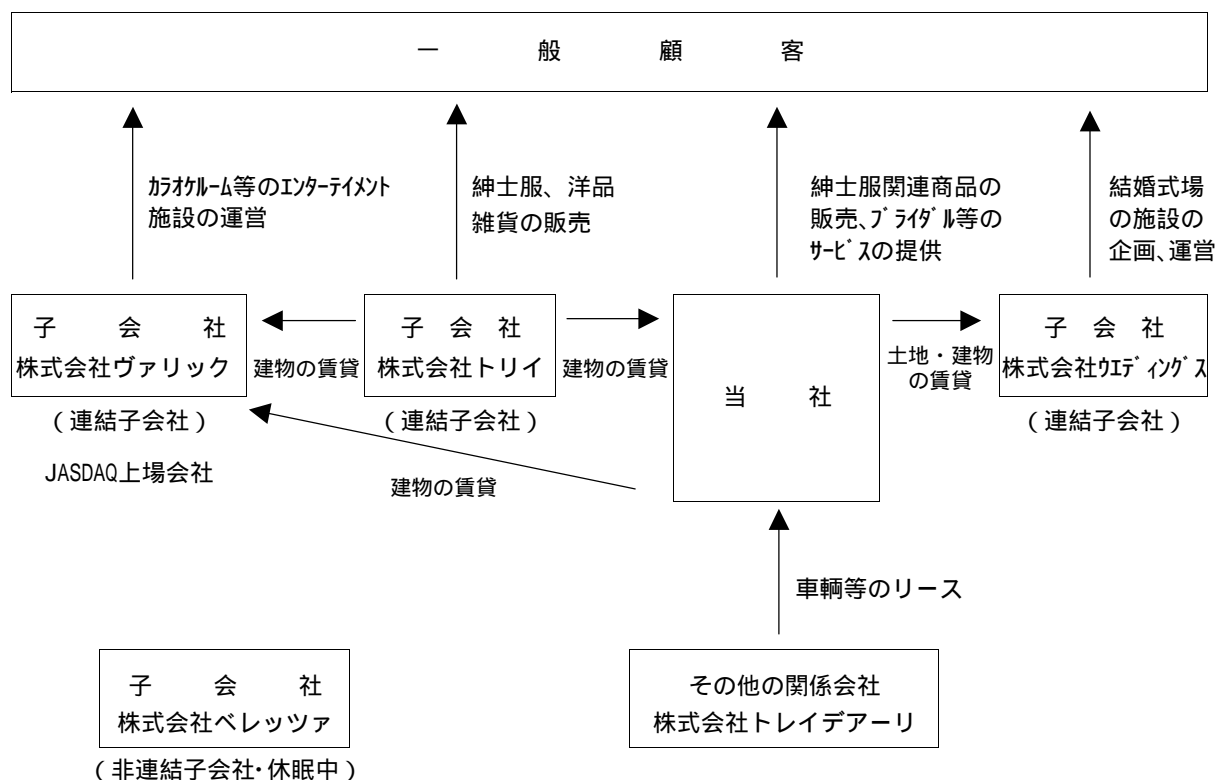 一般顧客
カラオケルーム等のエンターテイメント
施設の運営
紳士服、洋品
雑貨の販売
紳士服関連商品の
販売、ブライダル等の
サービスの提供
結婚式場
の施設の
企画、運営
子会社
株式会社ヴァリック
(連結子会社)
JASDAQ上場会社
建物の賃貸
子会社
株式会社トリイ
(連結子会社)
建物の賃貸
当社
土地・建物
の賃貸
子会社
株式会社ウエディングス
(連結子会社)
建物の賃貸
車輌等のリース
子会社
株式会社ベレッツァ
(非連結子会社・休眠中)
その他の関係会社
株式会社トレイデアーリ